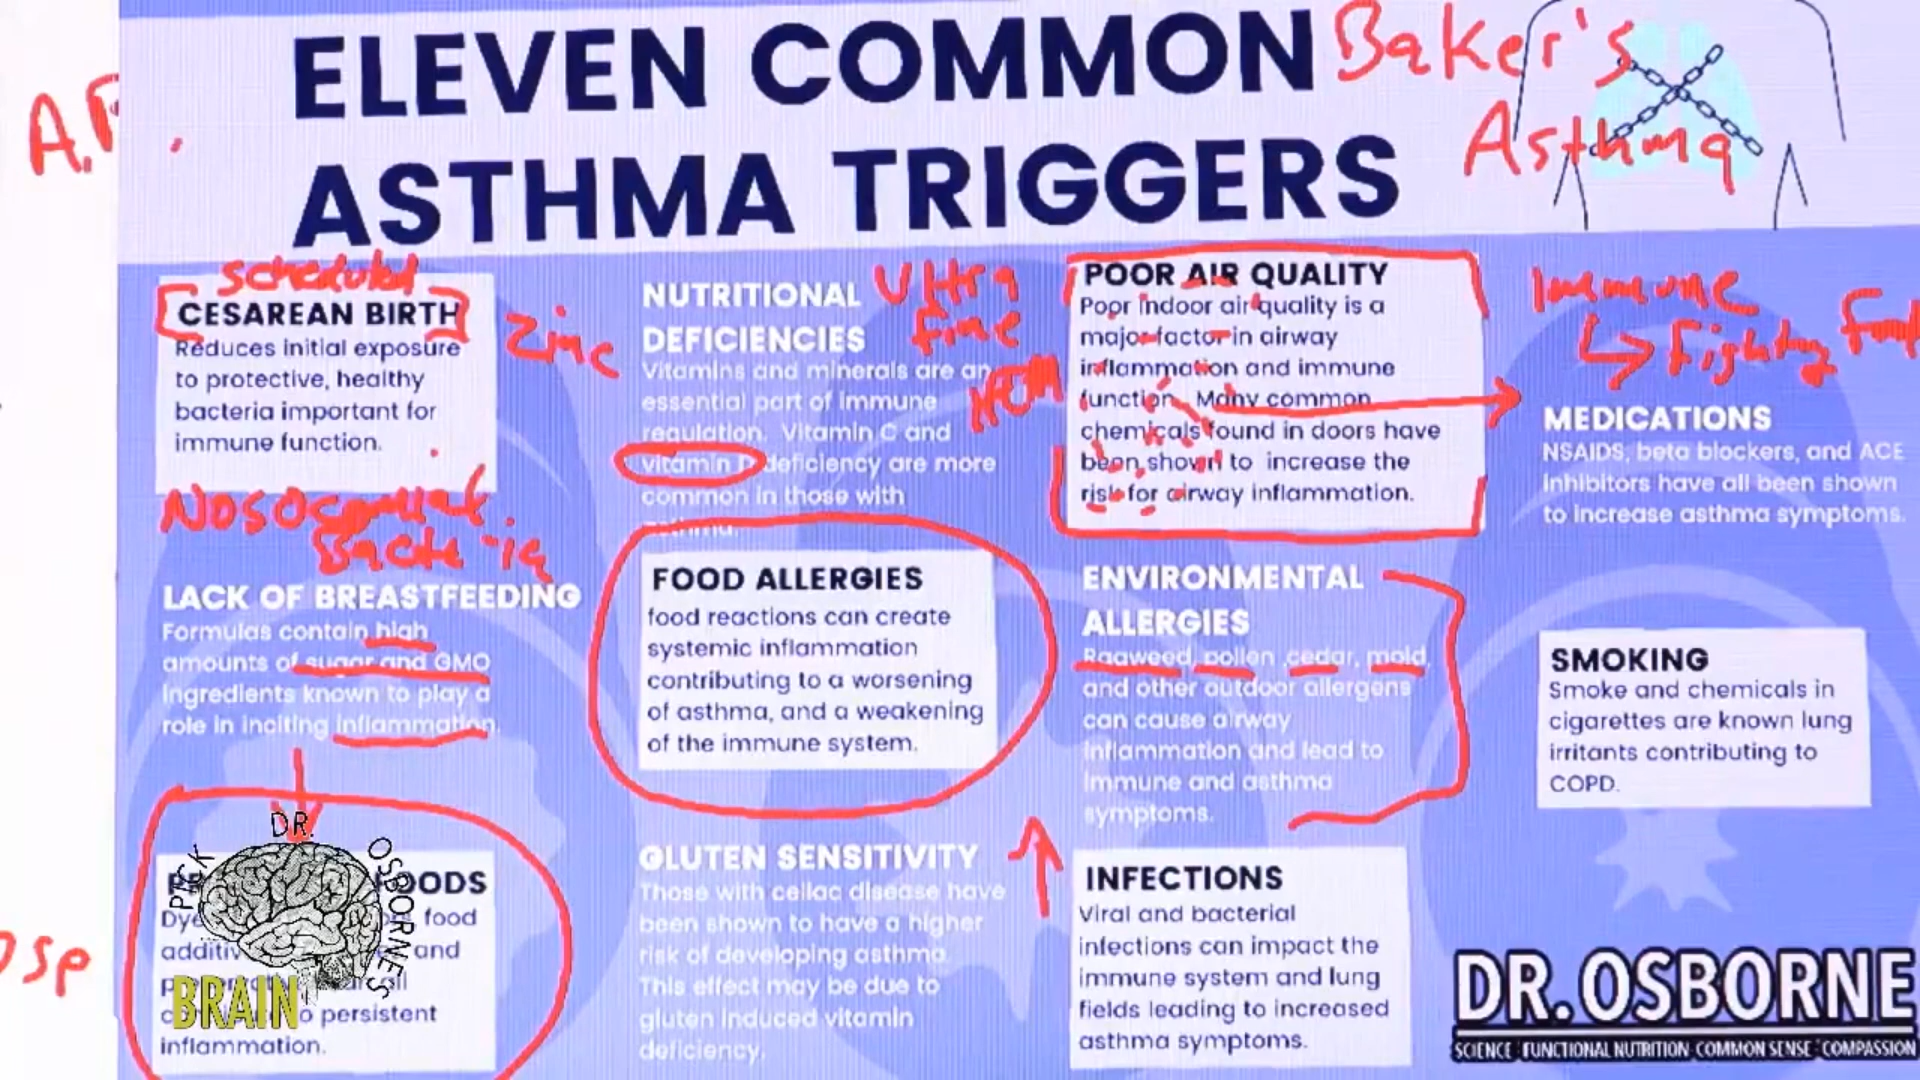 ELEVEN COMMON
ASTHMA TRIGGERS
Baker's
Asthma
scheduled
CESAREAN BIRTH
Reduces initial exposure
to protective, healthy
bacteria important for
immune function.
Nosocomial
Bacteria
LACK OF BREASTFEEDING
Formulas contain high
amounts of sugar and GMO
ingredients known to play a
role in inciting inflammation.
FOODS
food
and
persistent
inflammation.
DR.
PICK
OSBORNES
BRAIN
Zinc
NUTRITIONAL
DEFICIENCIES
Vitamins and minerals are an
essential part of immune
regulation. Vitamin C and
vitamin D deficiency are more
common in those with
asthma.
Ultra
fine
FOOD ALLERGIES
food reactions can create
systemic inflammation
contributing to a worsening
of asthma, and a weakening
of the immune system.
GLUTEN SENSITIVITY
Those with celiac disease have
been shown to have a higher
risk of developing asthma.
This effect may be due to
gluten induced vitamin
deficiency.
POOR AIR QUALITY
Poor indoor air quality is a
major factor in airway
inflammation and immune
function. Many common
chemicals found in doors have
been shown to increase the
risk for airway inflammation.
ENVIRONMENTAL
ALLERGIES
Ragweed, pollen ,cedar, mold,
and other outdoor allergens
can cause airway
inflammation and lead to
immune and asthma
symptoms.
INFECTIONS
Viral and bacterial
infections can impact the
immune system and lung
fields leading to increased
asthma symptoms.
Immune
Fighting
MEDICATIONS
NSAIDS, beta blockers, and ACE
inhibitors have all been shown
to increase asthma symptoms.
SMOKING
Smoke and chemicals in
cigarettes are known lung
irritants contributing to
COPD.
DR. OSBORNE
SCIENCE · FUNCTIONAL NUTRITION · COMMON SENSE · COMPASSION